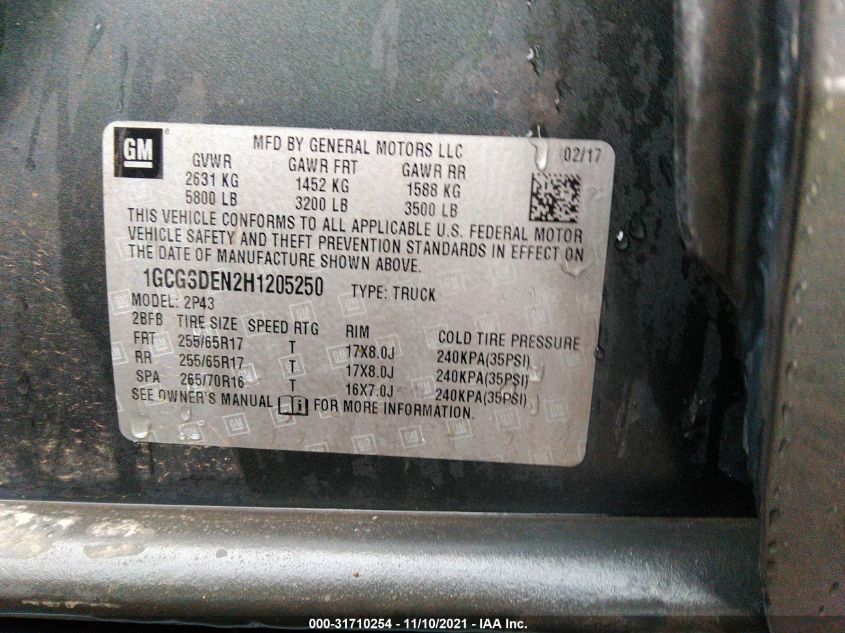 GM
MFD BY GENERAL MOTORS LLC 02/17
GVWR GAWR FRT GAWR RR
2631 KG 1452 KG 1588 KG
5800 LB 3200 LB 3500 LB
THIS VEHICLE CONFORMS TO ALL APPLICABLE U.S. FEDERAL MOTOR
VEHICLE SAFETY AND THEFT PREVENTION STANDARDS IN EFFECT ON
THE DATE OF MANUFACTURE SHOWN ABOVE.
1GCGSDEN2H1205250 TYPE: TRUCK
MODEL: 2P43
2BFB TIRE SIZE SPEED RTG RIM COLD TIRE PRESSURE
FRT 255/65R17 T 17X8.0J 240KPA(35PSI)
RR 255/65R17 T 17X8.0J 240KPA(35PSI)
SPA 265/70R16 T 16X7.0J 240KPA(35PSI)
SEE OWNER'S MANUAL i FOR MORE INFORMATION.
000-31710254 - 11/10/2021 - IAA Inc.